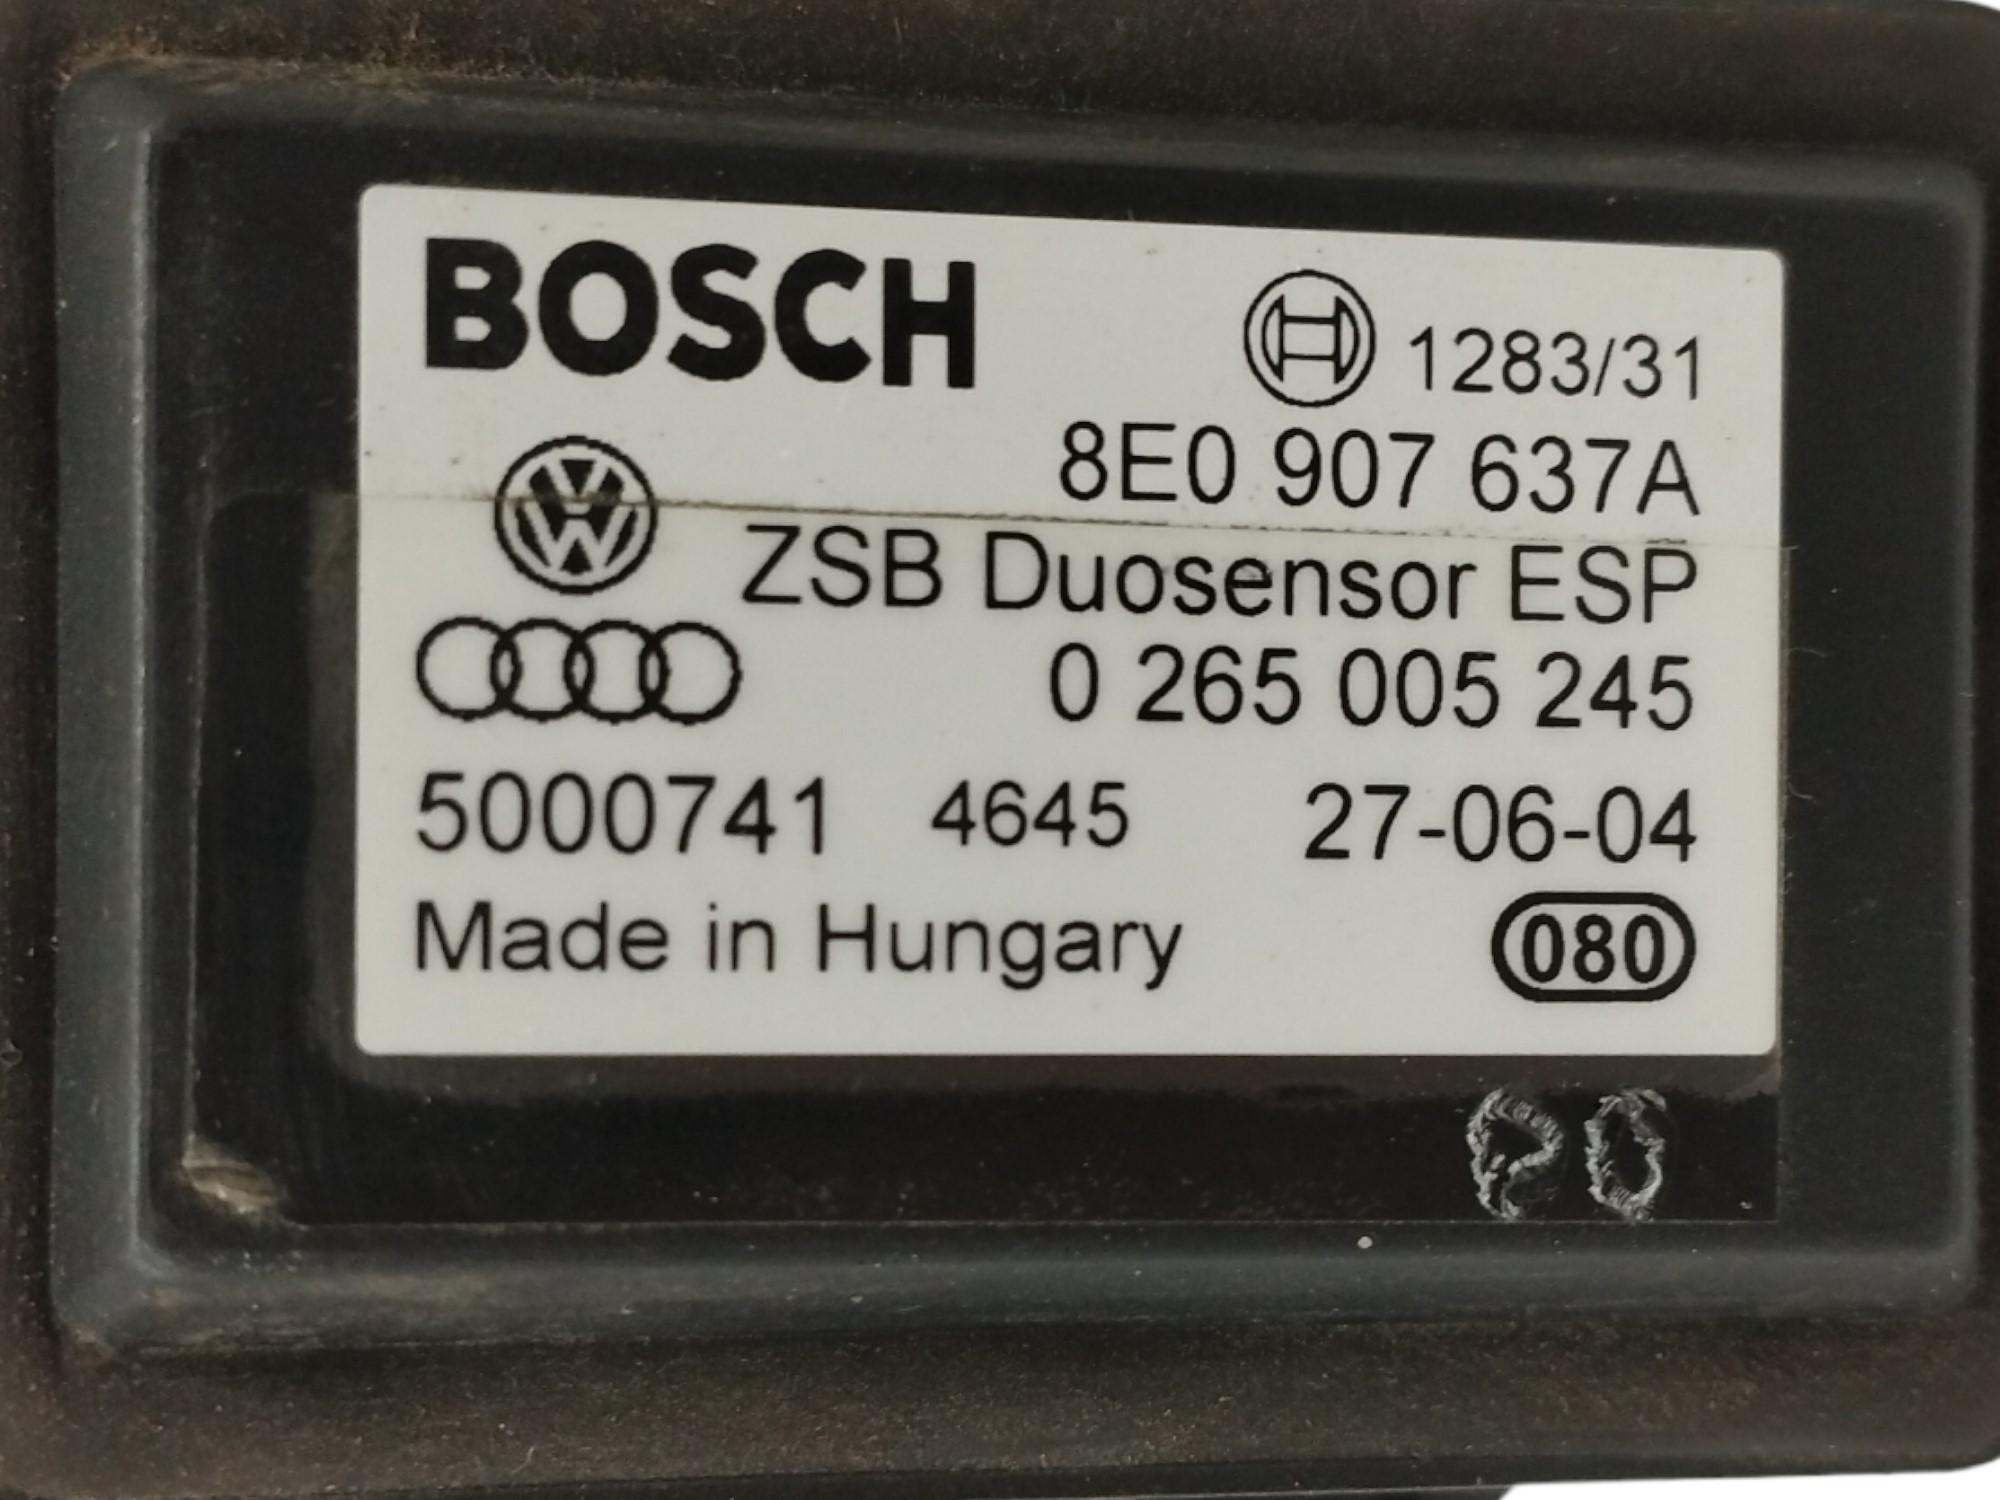 BOSCH
1283/31
8E0 907 637A
ZSB Duosensor ESP
0 265 005 245
5000741 4645 27-06-04
Made in Hungary 080